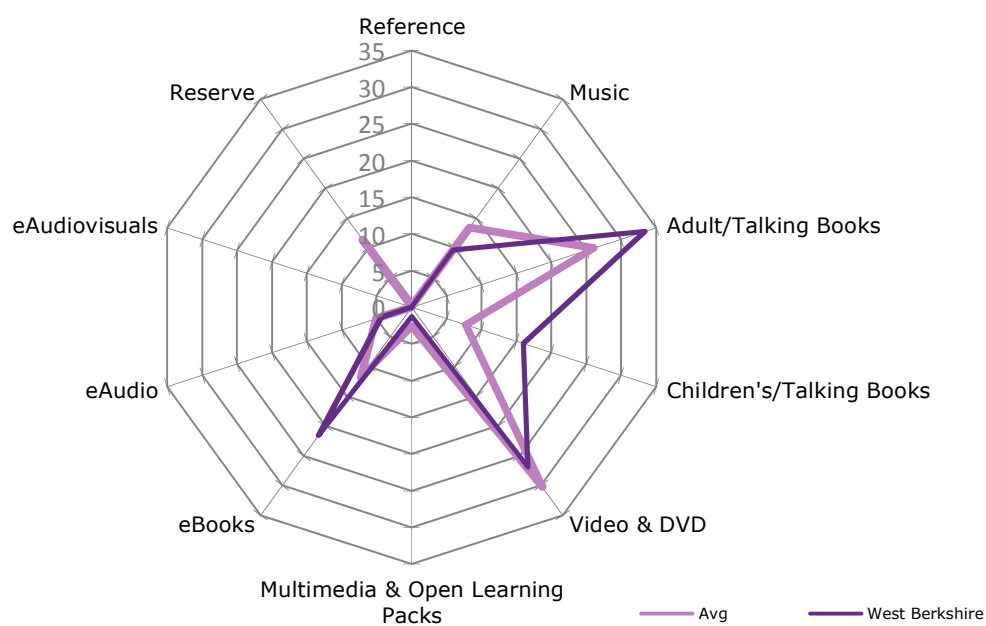 Reference
35
30
25
20
15
10
5
0
Reserve
Music
eAudiovisuals
Adult/Talking Books
eAudio
Children's/Talking Books
eBooks
Video & DVD
Multimedia & Open Learning
Packs
Avg
West Berkshire